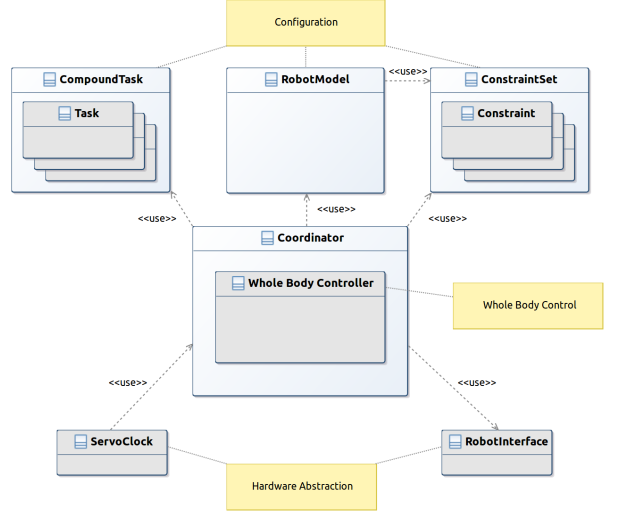 Configuration
CompoundTask
RobotModel
<<use>>
ConstraintSet
Task
Constraint
<<use>>
<<use>>
<<use>>
Coordinator
Whole Body Controller
Whole Body Control
<<use>>
<<use>>
ServoClock
RobotInterface
Hardware Abstraction